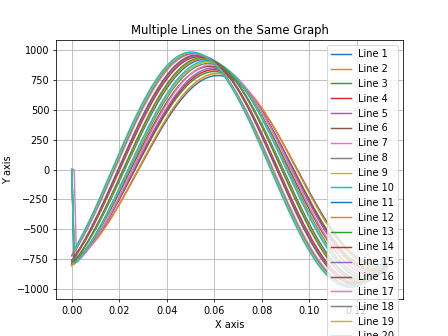 Multiple Lines on the Same Graph
Y axis
1000
750
500
250
0
−250
−500
−750
−1000
0.00
0.02
0.04
0.06
0.08
0.10
X axis
Line 1
Line 2
Line 3
Line 4
Line 5
Line 6
Line 7
Line 8
Line 9
Line 10
Line 11
Line 12
Line 13
Line 14
Line 15
Line 16
Line 17
Line 18
Line 19
Line 20